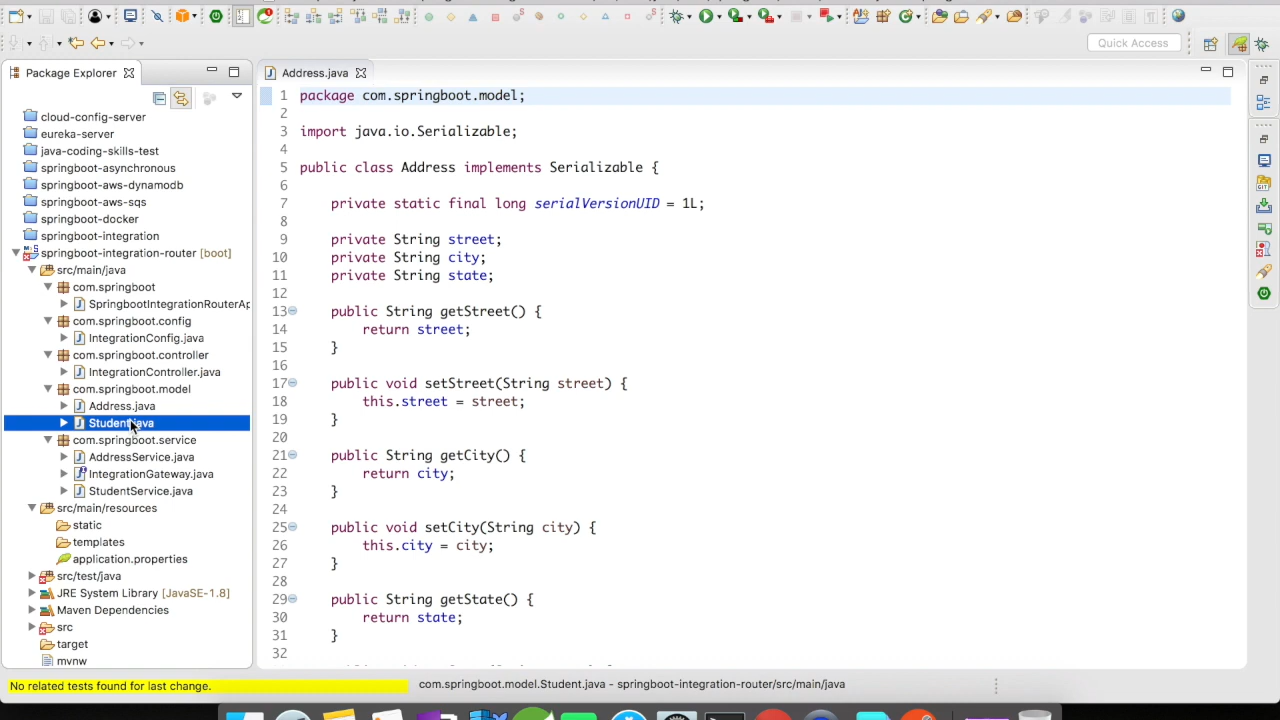 Quick Access
Package Explorer
cloud-config-server
eureka-server
java-coding-skills-test
springboot-asynchronous
springboot-aws-dynamodb
springboot-aws-sqs
springboot-docker
springboot-integration
springboot-integration-router [boot]
src/main/java
com.springboot
SpringbootIntegrationRouterAp
com.springboot.config
IntegrationConfig.java
com.springboot.controller
IntegrationController.java
com.springboot.model
Address.java
Student.java
com.springboot.service
AddressService.java
IntegrationGateway.java
StudentService.java
src/main/resources
static
templates
application.properties
src/test/java
JRE System Library [JavaSE-1.8]
Maven Dependencies
src
target
mvnw
Address.java
1 package com.springboot.model;
2
3 import java.io.Serializable;
4
5 public class Address implements Serializable {
6
7 private static final long serialVersionUID = 1L;
8
9 private String street;
10 private String city;
11 private String state;
12
13 public String getStreet() {
14 return street;
15 }
16
17 public void setStreet(String street) {
18 this.street = street;
19 }
20
21 public String getCity() {
22 return city;
23 }
24
25 public void setCity(String city) {
26 this.city = city;
27 }
28
29 public String getState() {
30 return state;
31 }
32
No related tests found for last change.
com.springboot.model.Student.java - springboot-integration-router/src/main/java